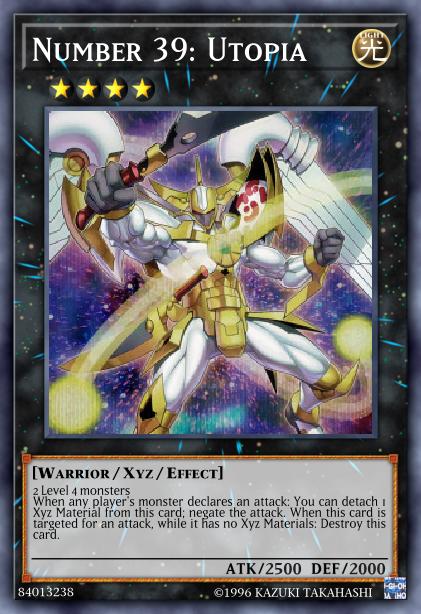 NUMBER 39: UTOPIA
LIGHT
光
[WARRIOR / XYZ / EFFECT]
2 Level 4 monsters
When any player's monster declares an attack: You can detach 1
Xyz Material from this card; negate the attack. When this card is
targeted for an attack, while it has no Xyz Materials: Destroy this
card.
ATK/2500 DEF/2000
84013238
©1996 KAZUKI TAKAHASHI